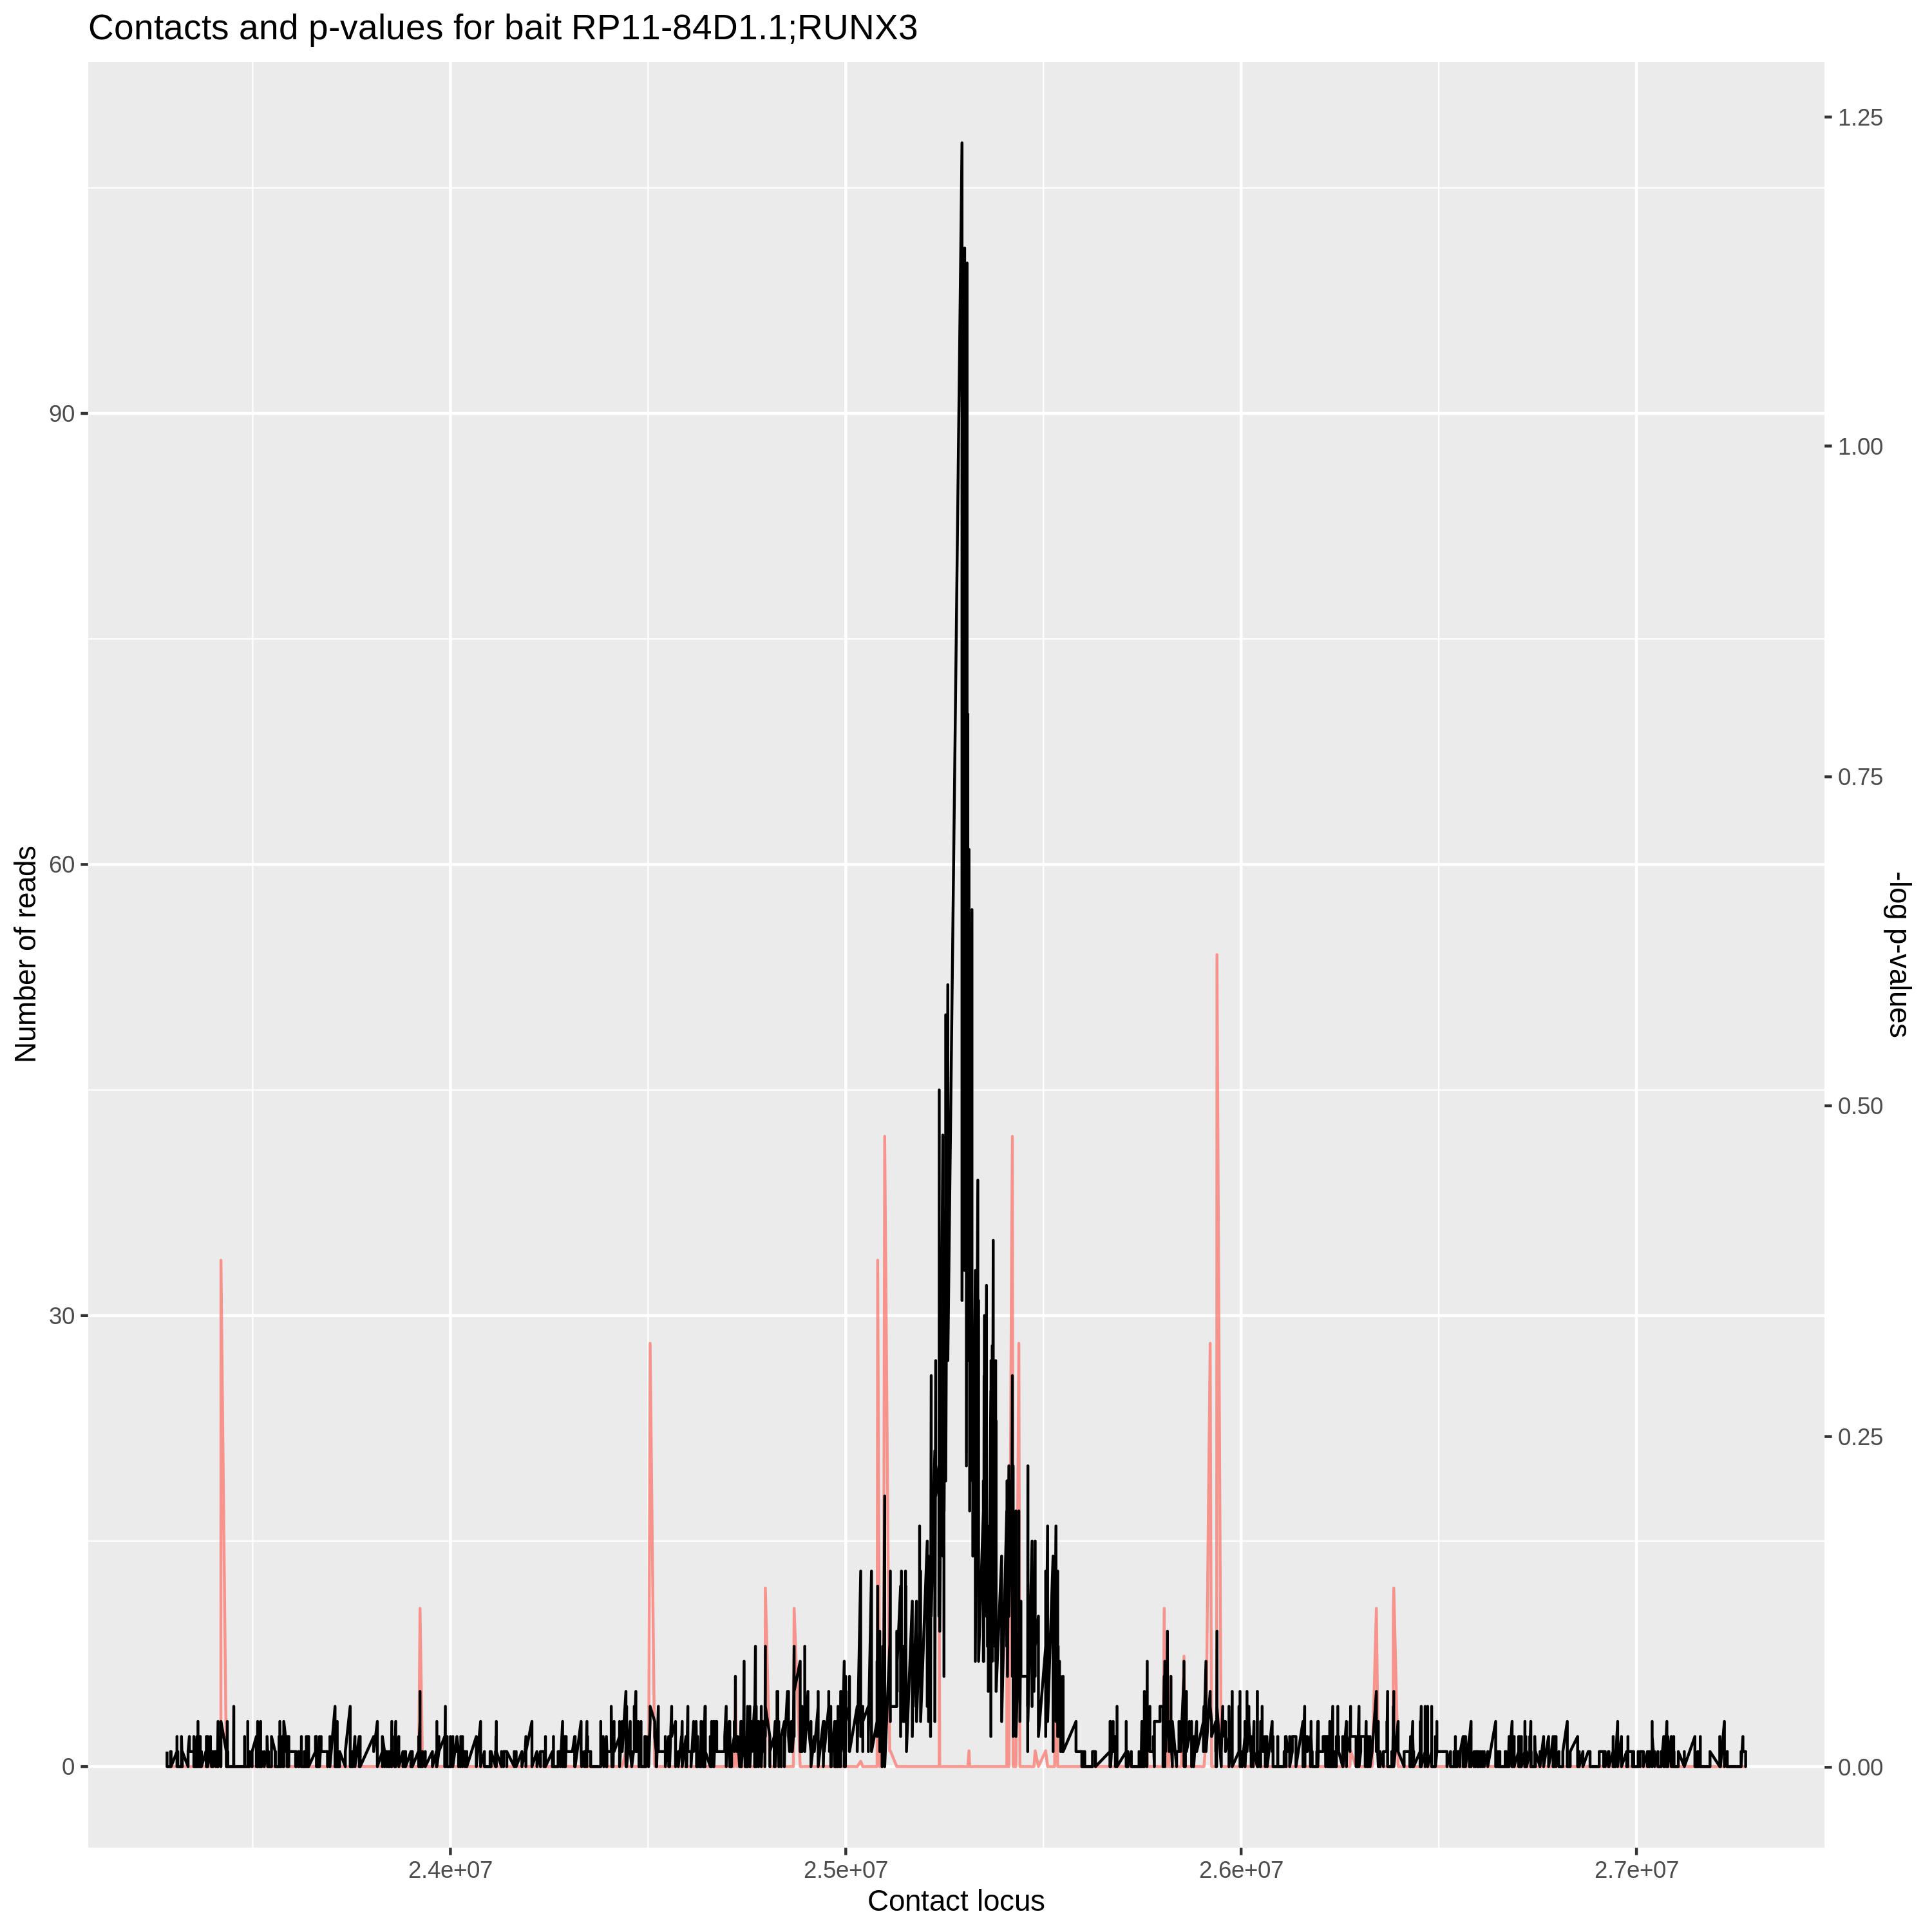 Contacts and p-values for bait RP11-84D1.1;RUNX3
1.25
90
1.00
0.75
60
Number of reads
-log p-values
0.50
30
0.25
0
0.00
2.4e+07
2.5e+07
2.6e+07
2.7e+07
Contact locus